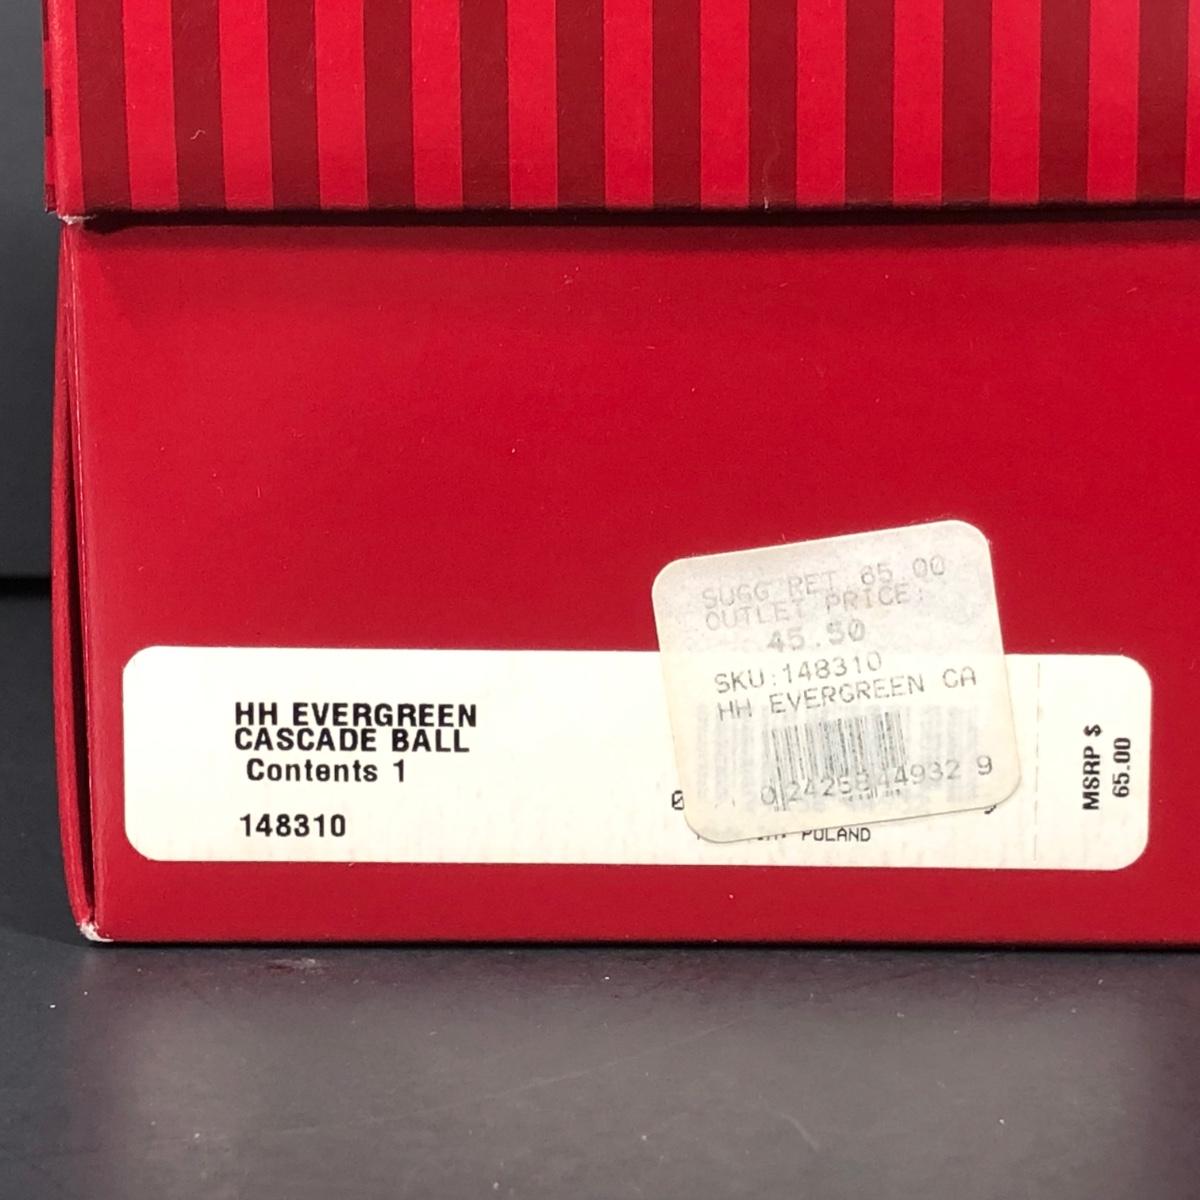 SUGG RET 65.00
OUTLET PRICE:
45.50
SKU:148310
HH EVERGREEN CA
HH EVERGREEN
CASCADE BALL
Contents 1
148310
POLAND
MSRP $
65.00